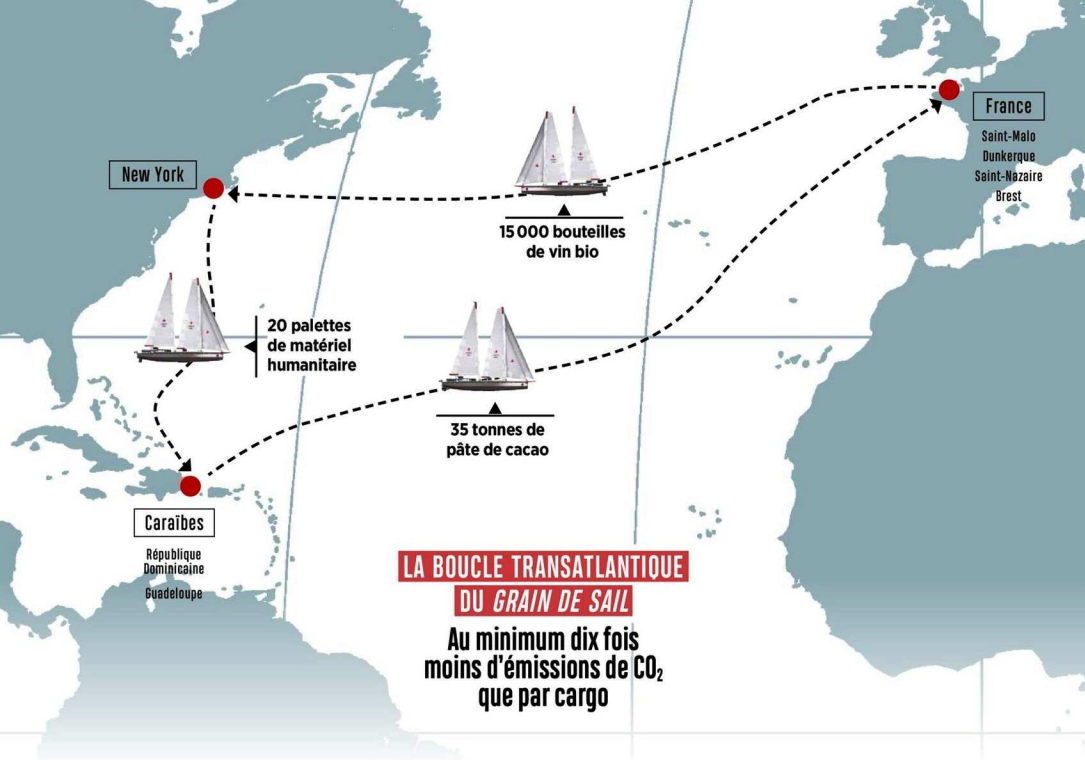 France
Saint-Malo
Dunkerque
Saint-Nazaire
Brest
New York
15 000 bouteilles
de vin bio
20 palettes
de matériel
humanitaire
35 tonnes de
pâte de cacao
Caraïbes
République
Dominicaine
Guadeloupe
LA BOUCLE TRANSATLANTIQUE
DU GRAIN DE SAIL
Au minimum dix fois
moins d'émissions de CO₂
que par cargo